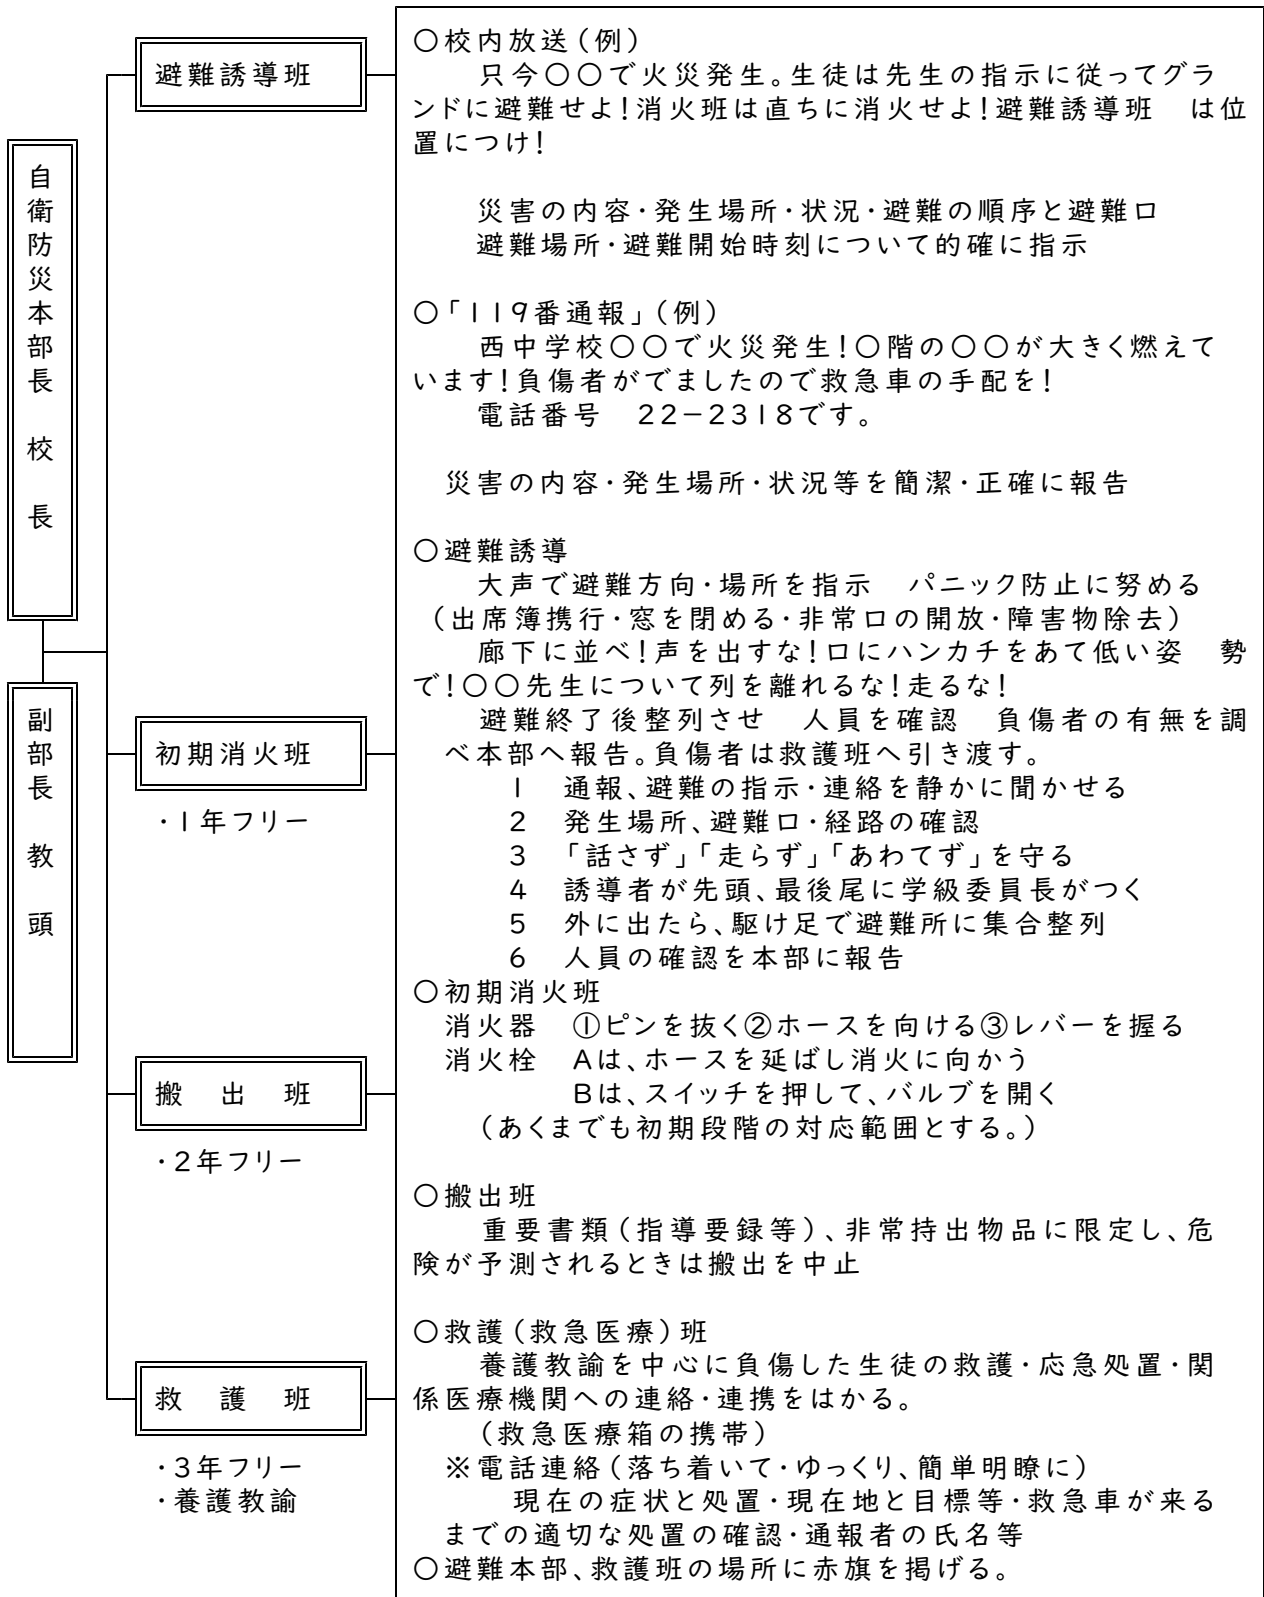 自衛防災本部長　校　長
副部長　教　頭
避難誘導班
初期消火班
・1年フリー
搬　出　班
・2年フリー
救　護　班
・3年フリー
・養護教諭
〇校内放送（例）
只今〇〇で火災発生。生徒は先生の指示に従ってグラ
ンドに避難せよ！消火班は直ちに消火せよ！避難誘導班　は位
置につけ！
災害の内容・発生場所・状況・避難の順序と避難口
避難場所・避難開始時刻について的確に指示
〇「119番通報」（例）
西中学校〇〇で火災発生！〇階の〇〇が大きく燃えて
います！負傷者がでましたので救急車の手配を！
電話番号　22－2318です。
災害の内容・発生場所・状況等を簡潔・正確に報告
〇避難誘導
大声で避難方向・場所を指示　パニック防止に努める
（出席簿携行・窓を閉める・非常口の開放・障害物除去）
廊下に並べ！声を出すな！口にハンカチをあて低い姿　勢
で！〇〇先生について列を離れるな！走るな！
避難終了後整列させ　人員を確認　負傷者の有無を調
べ本部へ報告。負傷者は救護班へ引き渡す。
1　通報、避難の指示・連絡を静かに聞かせる
2　発生場所、避難口・経路の確認
3　「話さず」「走らず」「あわてず」を守る
4　誘導者が先頭、最後尾に学級委員長がつく
5　外に出たら、駆け足で避難所に集合整列
6　人員の確認を本部に報告
〇初期消火班
消火器　①ピンを抜く②ホースを向ける③レバーを握る
消火栓　Aは、ホースを延ばし消火に向かう
Bは、スイッチを押して、バルブを開く
（あくまでも初期段階の対応範囲とする。）
〇搬出班
重要書類（指導要録等）、非常持出物品に限定し、危
険が予測されるときは搬出を中止
〇救護（救急医療）班
養護教諭を中心に負傷した生徒の救護・応急処置・関
係医療機関への連絡・連携をはかる。
（救急医療箱の携帯）
※電話連絡（落ち着いて・ゆっくり、簡単明瞭に）
現在の症状と処置・現在地と目標等・救急車が来る
までの適切な処置の確認・通報者の氏名等
〇避難本部、救護班の場所に赤旗を掲げる。